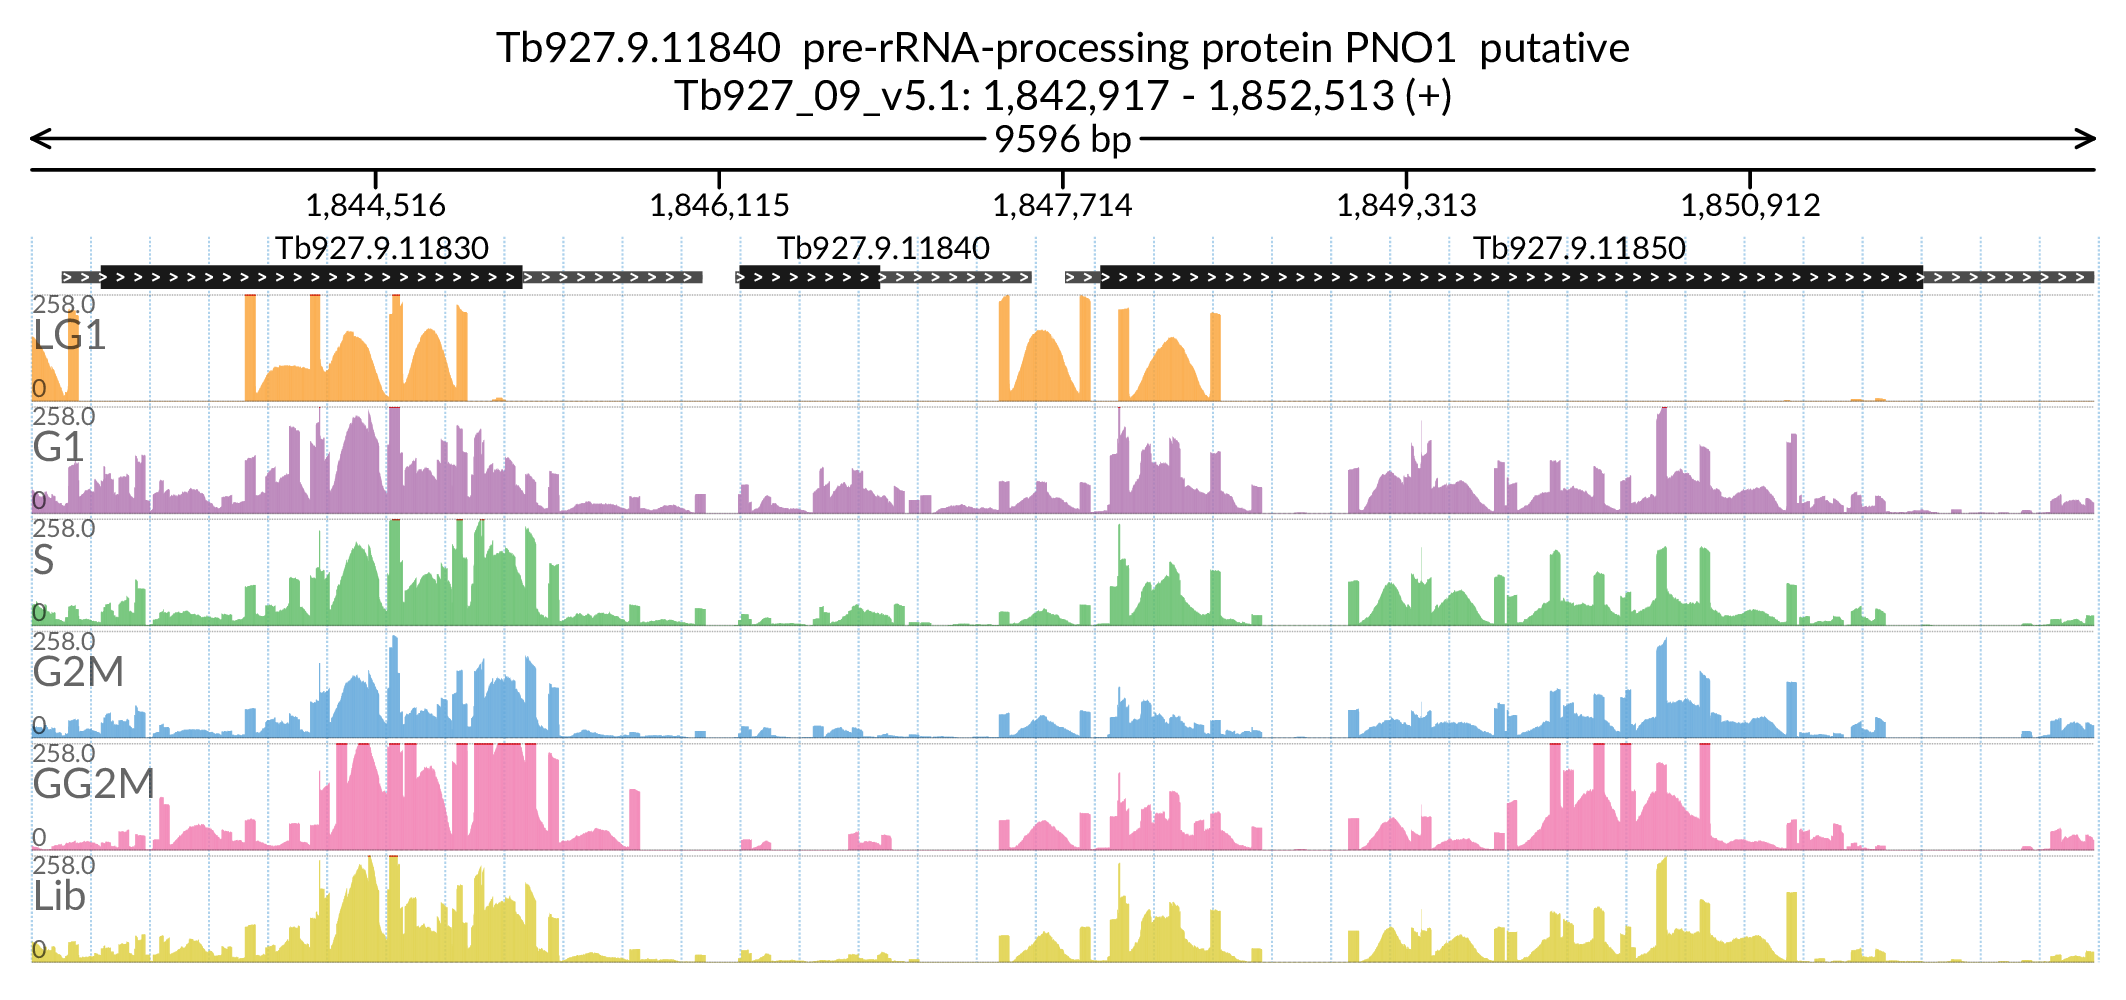 Tb927.9.11840 pre-rRNA-processing protein PNO1 putative
Tb927_09_v5.1: 1,842,917 - 1,852,513 (+)
9596 bp
1,844,516 1,846,115 1,847,714 1,849,313 1,850,912
Tb927.9.11830 Tb927.9.11840 Tb927.9.11850
258.0
LG1
0
258.0
G1
0
258.0
S
0
258.0
G2M
0
258.0
GG2M
0
258.0
Lib
0